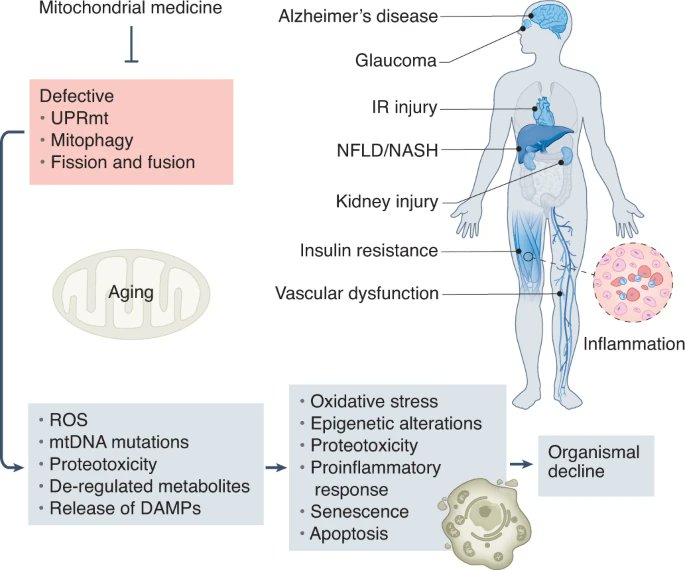 Mitochondrial medicine
Defective
• UPRmt
• Mitophagy
• Fission and fusion
Aging
Alzheimer's disease
Glaucoma
IR injury
NFLD/NASH
Kidney injury
Insulin resistance
Vascular dysfunction
Inflammation
• ROS
• mtDNA mutations
• Proteotoxicity
• De-regulated metabolites
• Release of DAMPs
• Oxidative stress
• Epigenetic alterations
• Proteotoxicity
• Proinflammatory
response
• Senescence
• Apoptosis
Organismal
decline